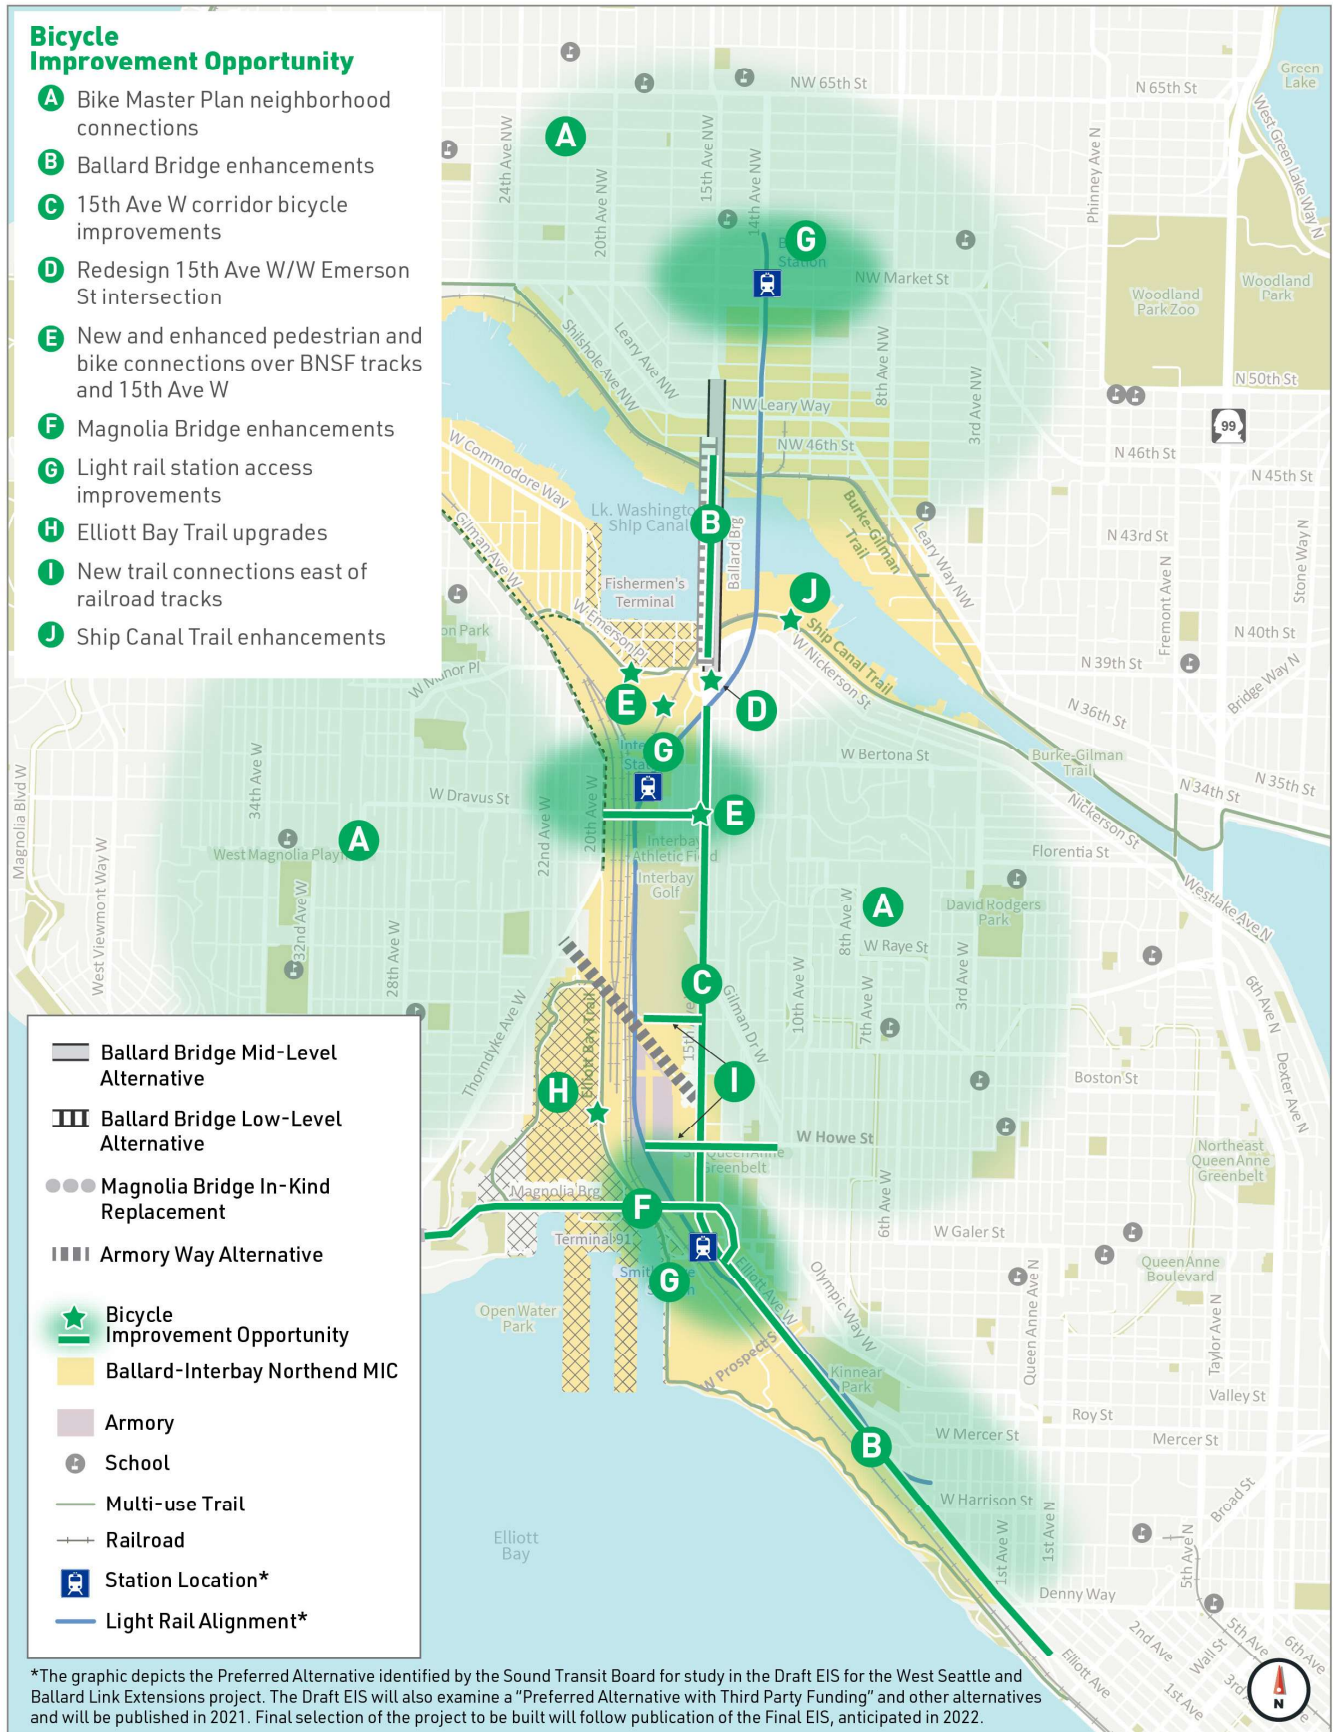 Bicycle
Improvement Opportunity
A Bike Master Plan neighborhood
connections
B Ballard Bridge enhancements
C 15th Ave W corridor bicycle
improvements
D Redesign 15th Ave W/W Emerson
St intersection
E New and enhanced pedestrian and
bike connections over BNSF tracks
and 15th Ave W
F Magnolia Bridge enhancements
G Light rail station access
improvements
H Elliott Bay Trail upgrades
I New trail connections east of
railroad tracks
J Ship Canal Trail enhancements
NW 65th St
N 65th St
Green
Lake
West Green Lake Way N
24th Ave NW
20th Ave NW
15th Ave NW
14th Ave NW
Phinney Ave N
A
G
Station
NW Market St
Woodland
Park Zoo
Woodland
Park
Shilshole Ave NW
Leary Ave NW
8th Ave NW
3rd Ave NW
N 50th St
99
NW Leary Way
NW 46th St
N 46th St
N 45th St
W Commodore Way
Gilman Ave W
Lk. Washington
Ship Canal
B
Ballard Brg
Burke-Gilman
Trail
Leary Way NW
N 43rd St
Fremont Ave N
Stone Way N
Fishermen's
Terminal
W Emerson Pl
J
Ship Canal Trail
W Nickerson St
N 40th St
N 39th St
Bridge Way N
on Park
W Manor Pl
E
D
N 36th St
G
W Bertona St
Burke-Gilman
Trail
N 35th St
N 34th St
Magnolia Blvd W
34th Ave W
W Dravus St
22nd Ave W
20th Ave W
E
Nickerson St
Florentia St
A
West Magnolia Play
Interbay
Athletic Field
Interbay
Golf
West Viewmont Way W
32nd Ave W
28th Ave W
A
8th Ave W
David Rodgers
Park
W Raye St
3rd Ave W
Westlake Ave N
Thorndyke Ave W
C
Gilman Dr W
10th Ave W
7th Ave W
6th Ave N
Dexter Ave N
Elliott Bay Trail
15th
H
I
Boston St
W Howe St
Queen Anne
Greenbelt
Northeast
Queen Anne
Greenbelt
Magnolia Brg
F
6th Ave W
W Galer St
Terminal 91
G
Elliott Ave W
Olympic Way W
Queen Anne
Boulevard
Queen Anne Ave N
Taylor Ave N
Open Water
Park
W Prospect S
Kinnear
Park
Valley St
Roy St
W Mercer St
Mercer St
B
W Harrison St
Broad St
Elliott
Bay
1st Ave W
1st Ave N
5th Ave N
Denny Way
2nd Ave
Wall St
5th Ave
6th Ave
Elliott Ave
1st Ave
3rd
N
Ballard Bridge Mid-Level
Alternative
Ballard Bridge Low-Level
Alternative
Magnolia Bridge In-Kind
Replacement
Armory Way Alternative
Bicycle
Improvement Opportunity
Ballard-Interbay Northend MIC
Armory
School
Multi-use Trail
Railroad
Station Location*
Light Rail Alignment*
*The graphic depicts the Preferred Alternative identified by the Sound Transit Board for study in the Draft EIS for the West Seattle and
Ballard Link Extensions project. The Draft EIS will also examine a “Preferred Alternative with Third Party Funding” and other alternatives
and will be published in 2021. Final selection of the project to be built will follow publication of the Final EIS, anticipated in 2022.